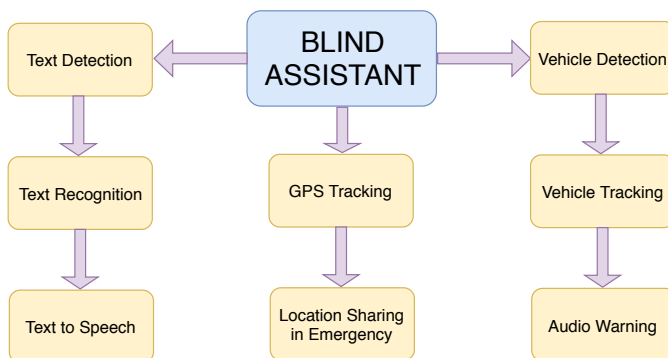 BLIND
ASSISTANT
Text Detection
Vehicle Detection
Text Recognition
GPS Tracking
Vehicle Tracking
Text to Speech
Location Sharing
in Emergency
Audio Warning